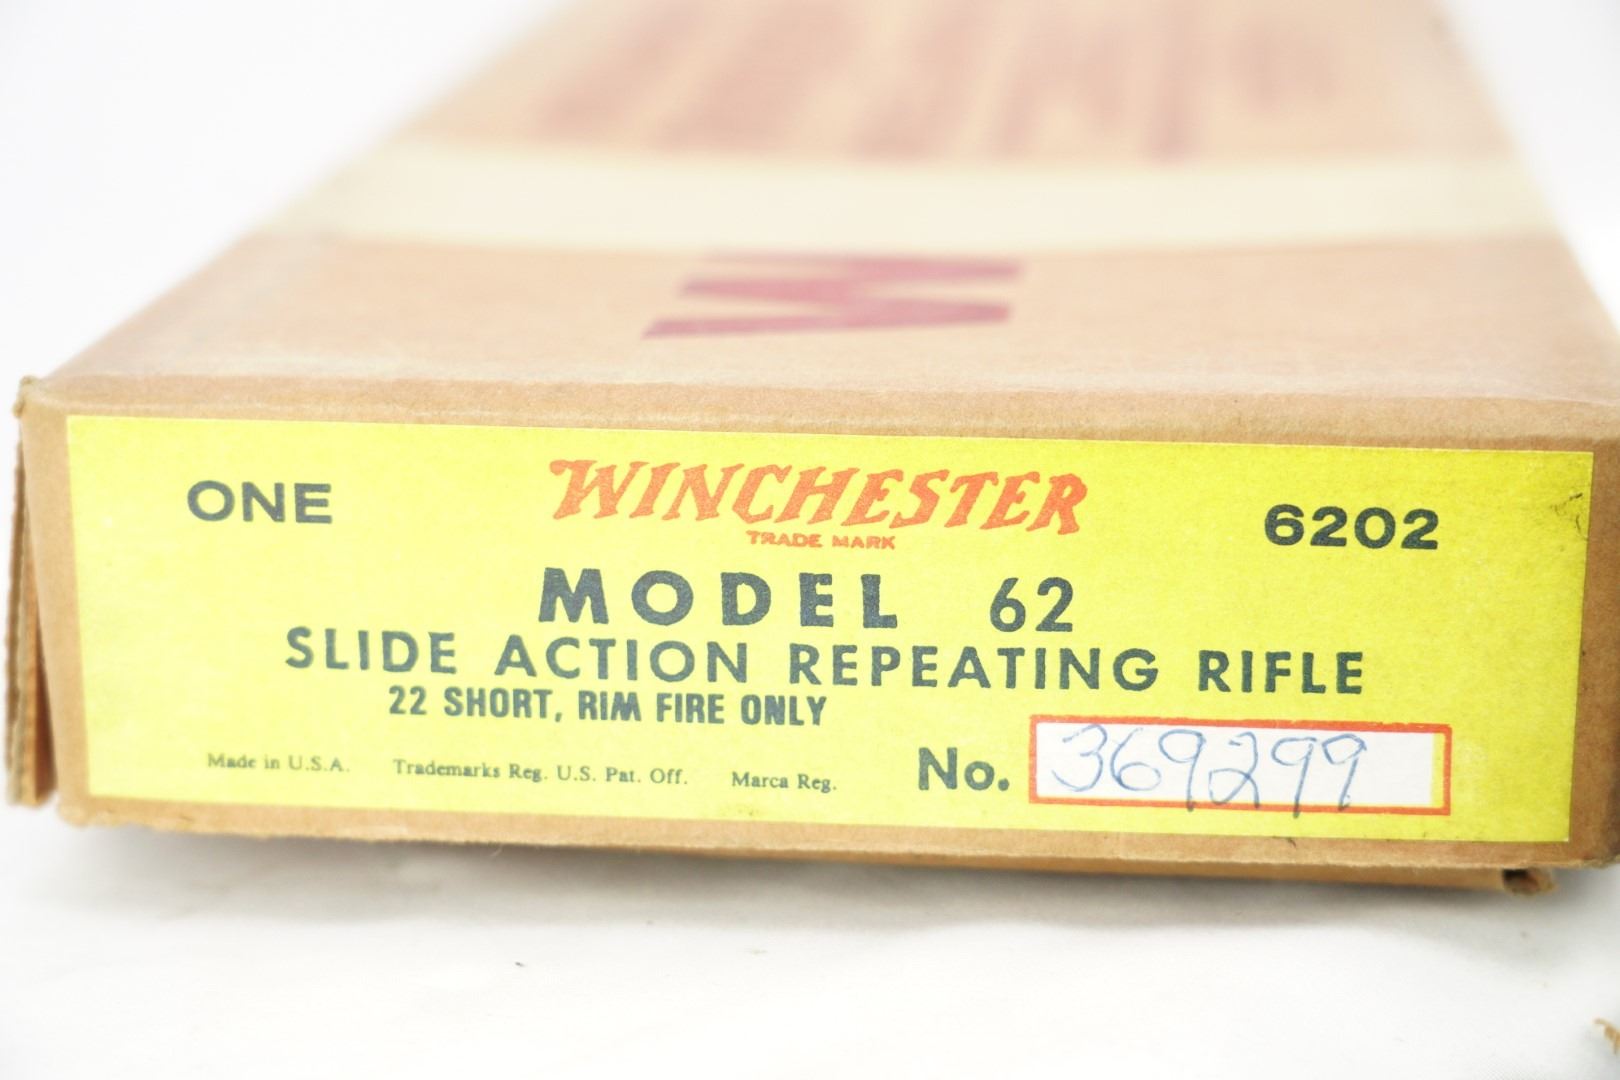 ONE WINCHESTER 6202
TRADE MARK
MODEL 62
SLIDE ACTION REPEATING RIFLE
22 SHORT, RIM FIRE ONLY
Made in U.S.A. Trademarks Reg. U.S. Pat. Off. Marca Reg. No. 369299